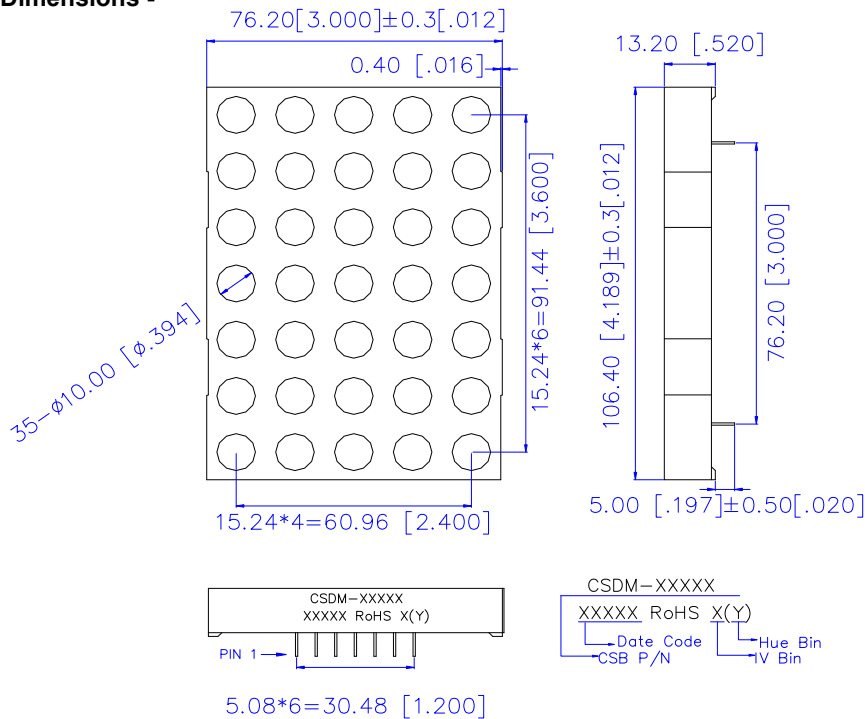 Dimensions -
76.20[3.000]±0.3[.012]
0.40 [.016]
13.20 [.520]
15.24*6=91.44 [3.600]
106.40 [4.189]±0.3[.012]
76.20 [3.000]
35-ø10.00 [ø.394]
15.24*4=60.96 [2.400]
5.00 [.197]±0.50[.020]
CSDM-XXXXX
XXXXX RoHS X(Y)
PIN 1
5.08*6=30.48 [1.200]
CSDM-XXXXX
XXXXX RoHS X(Y)
Date Code
Hue Bin
CSB P/N
IV Bin